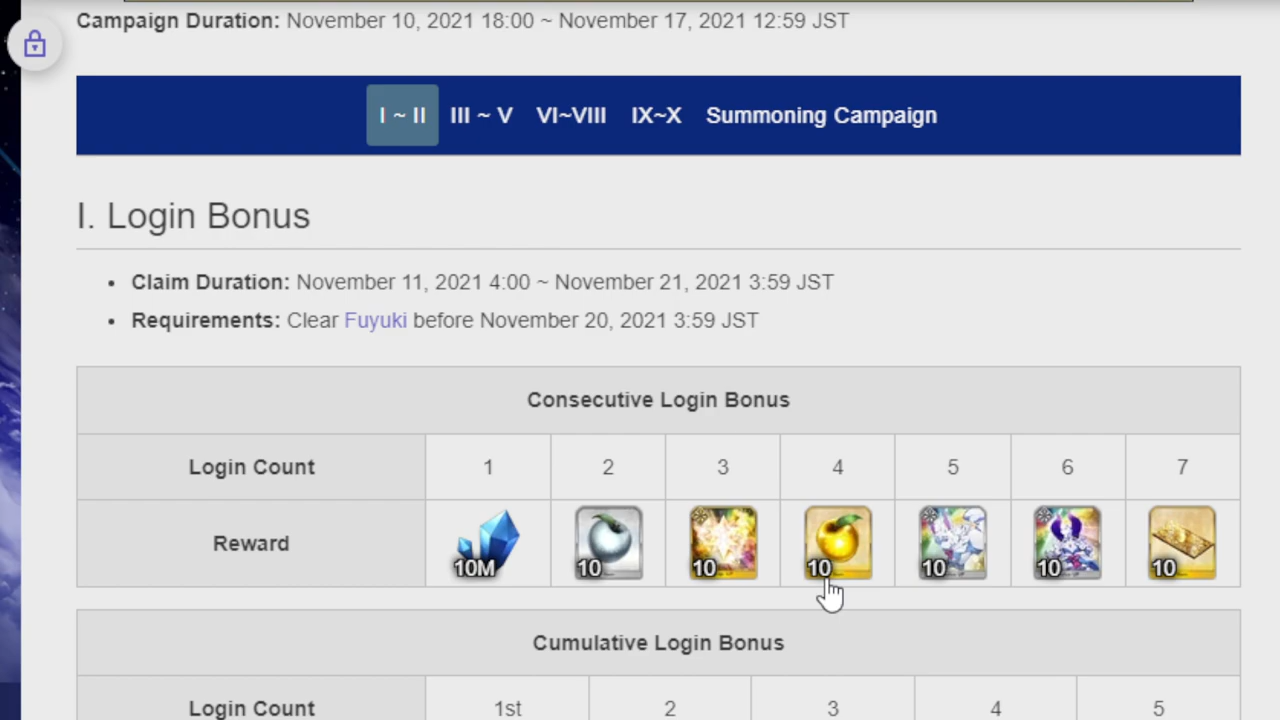 Campaign Duration: November 10, 2021 18:00 ~ November 17, 2021 12:59 JST
I ~ II III ~ V VI~VIII IX~X Summoning Campaign
I. Login Bonus
• Claim Duration: November 11, 2021 4:00 ~ November 21, 2021 3:59 JST
• Requirements: Clear Fuyuki before November 20, 2021 3:59 JST
Consecutive Login Bonus
Login Count 1 2 3 4 5 6 7
Reward 10M 10 10 10 10 10 10
Cumulative Login Bonus
Login Count 1st 2 3 4 5